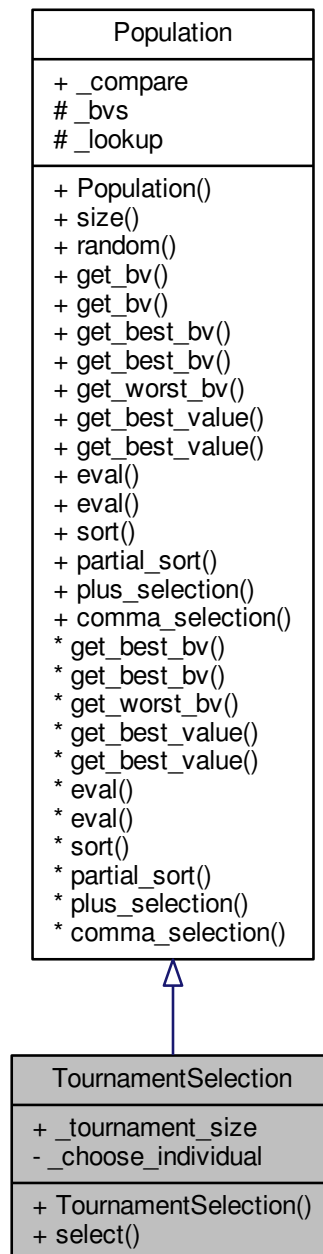 Population
+ _compare
# _bvs
# _lookup
+ Population()
+ size()
+ random()
+ get_bv()
+ get_bv()
+ get_best_bv()
+ get_best_bv()
+ get_worst_bv()
+ get_best_value()
+ get_best_value()
+ eval()
+ eval()
+ sort()
+ partial_sort()
+ plus_selection()
+ comma_selection()
* get_best_bv()
* get_best_bv()
* get_worst_bv()
* get_best_value()
* get_best_value()
* eval()
* eval()
* sort()
* partial_sort()
* plus_selection()
* comma_selection()
TournamentSelection
+ _tournament_size
- _choose_individual
+ TournamentSelection()
+ select()